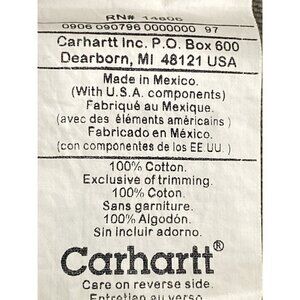 RN# 14806
0906 090796 0000000 97
Carhartt Inc. P.O. Box 600
Dearborn, MI 48121 USA
Made in Mexico.
(With U.S.A. components)
Fabriqué au Mexique.
(avec des éléments américains )
Fabricado en México.
(con componentes de los EE UU. )
100% Cotton.
Exclusive of trimming.
100% Coton.
Sans garniture.
100% Algodón.
Sin incluir adorno.
Carhartt®
Care on reverse side.
Entretien au verso